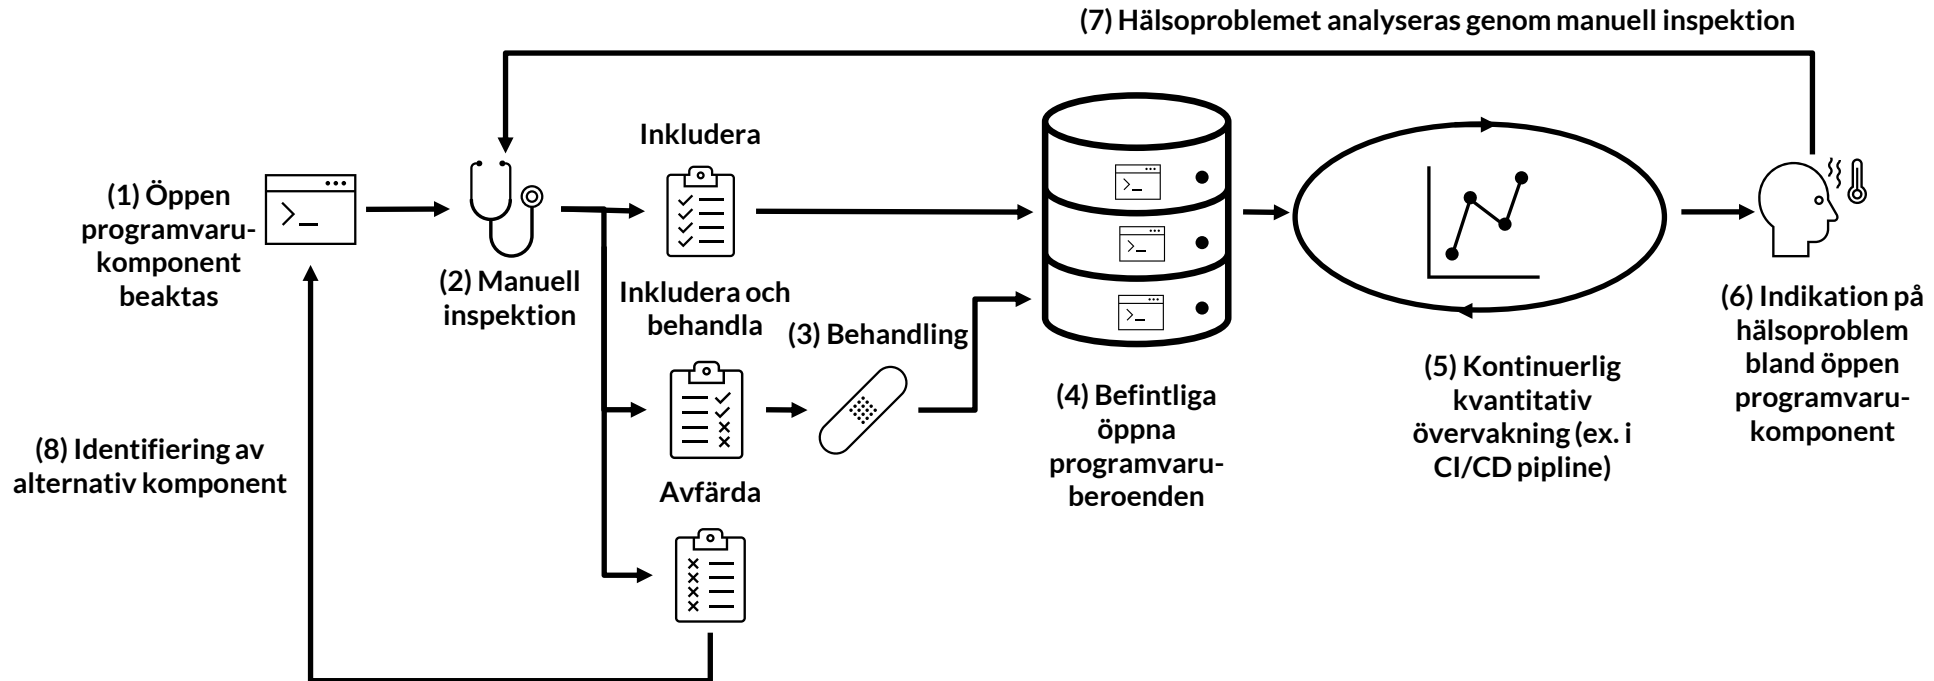 (7) Hälsoproblemet analyseras genom manuell inspektion
(1) Öppen
programvaru-
komponent
beaktas
>_
(2) Manuell
inspektion
Inkludera
Inkludera och
behandla
(3) Behandling
Avfärda
(8) Identifiering av
alternativ komponent
>_
>_
>_
(4) Befintliga
öppna
programvaru-
beroenden
(5) Kontinuerlig
kvantitativ
övervakning (ex. i
CI/CD pipline)
(6) Indikation på
hälsoproblem
bland öppen
programvaru-
komponent